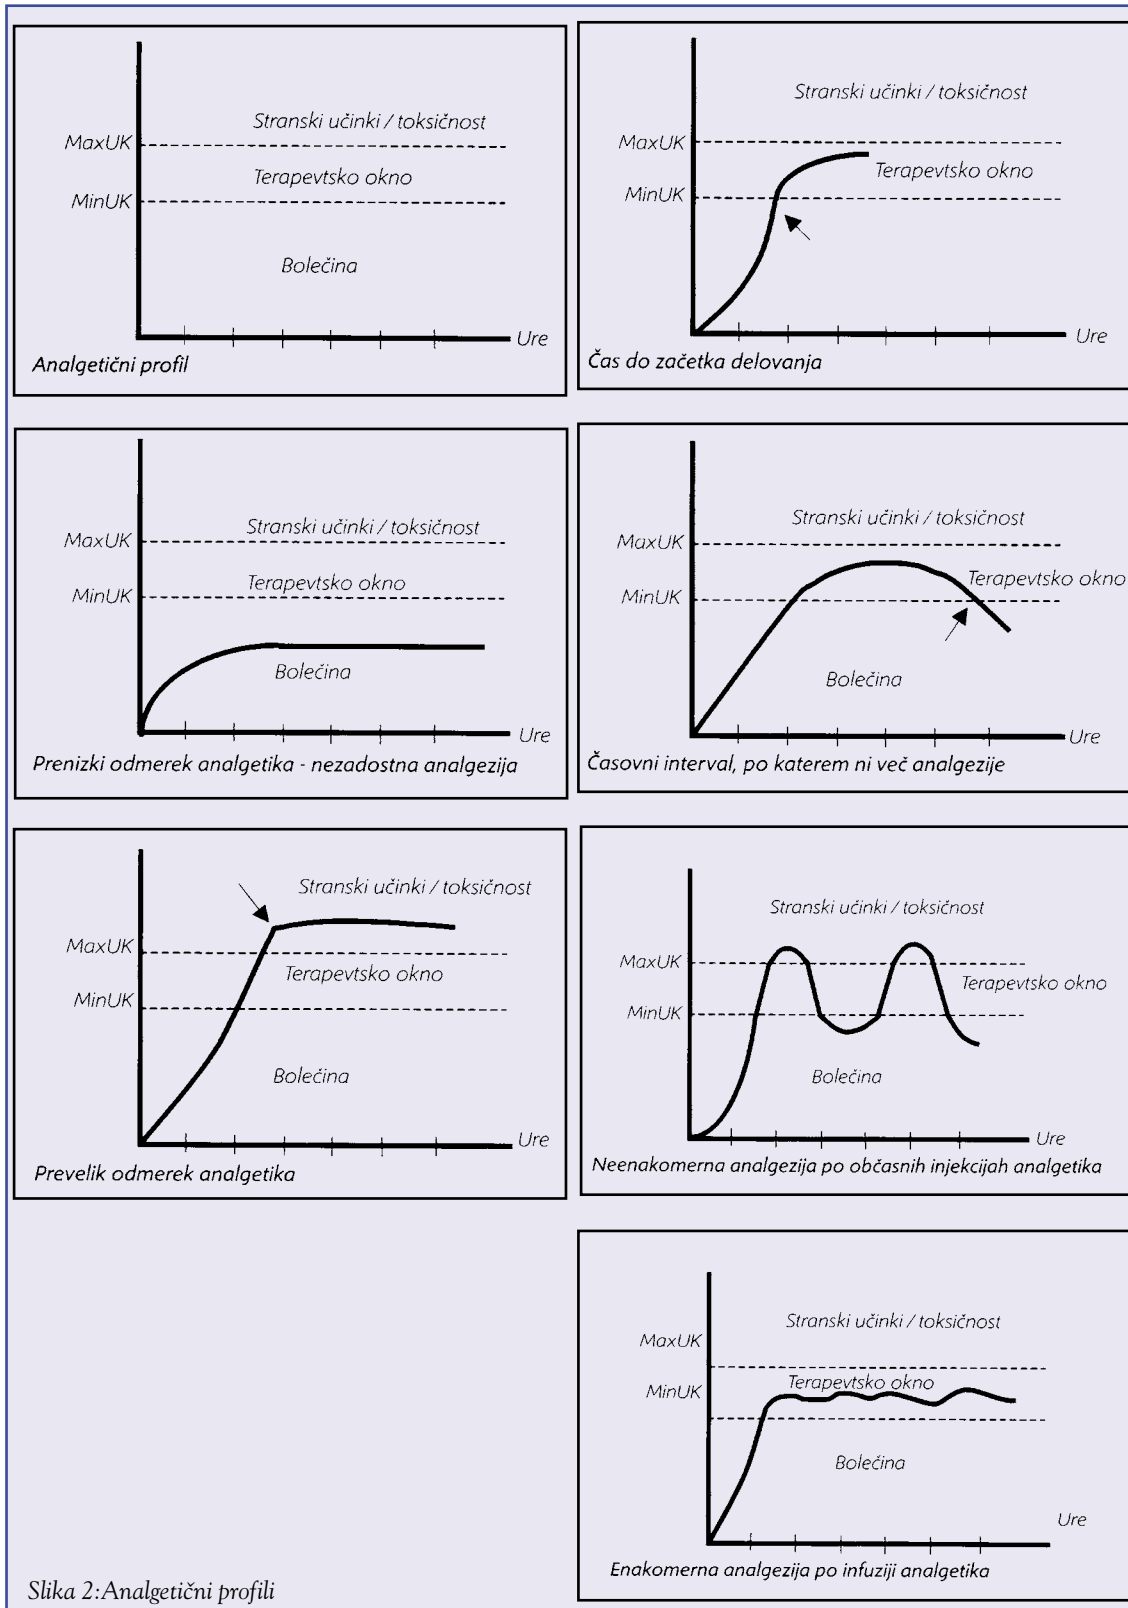 Stranski učinki / toksičnost
MaxUK
Terapevtsko okno
MinUK
Bolečina
Ure
Analgetični profil
Stranski učinki / toksičnost
MaxUK
Terapevtsko okno
MinUK
Ure
Čas do začetka delovanja
Stranski učinki / toksičnost
MaxUK
Terapevtsko okno
MinUK
Bolečina
Ure
Prenizki odmerek analgetika - nezadostna analgezija
Stranski učinki / toksičnost
MaxUK
Terapevtsko okno
MinUK
Bolečina
Ure
Časovni interval, po katerem ni več analgezije
Stranski učinki / toksičnost
MaxUK
Terapevtsko okno
MinUK
Bolečina
Ure
Prevelik odmerek analgetika
Stranski učinki / toksičnost
MaxUK
Terapevtsko okno
MinUK
Bolečina
Ure
Neenakomerna analgezija po občasnih injekcijah analgetika
Stranski učinki / toksičnost
MaxUK
Terapevtsko okno
MinUK
Bolečina
Ure
Enakomerna analgezija po infuziji analgetika
Slika 2:Analgetični profili